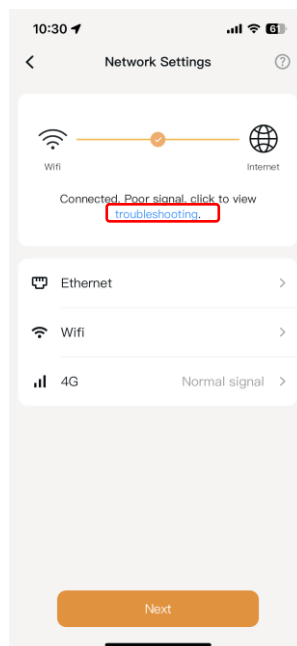 10:30 61
Network Settings ?
Wifi Internet
Connected. Poor signal, click to view
troubleshooting.
Ethernet
Wifi
4G Normal signal
Next